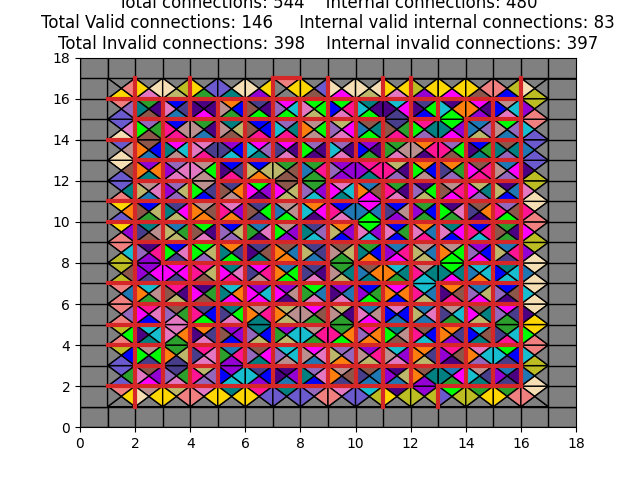 Total connections: 544    Internal connections: 480
Total Valid connections: 146    Internal valid internal connections: 83
Total Invalid connections: 398    Internal invalid connections: 397
18
16
14
12
10
8
6
4
2
0
0 2 4 6 8 10 12 14 16 18